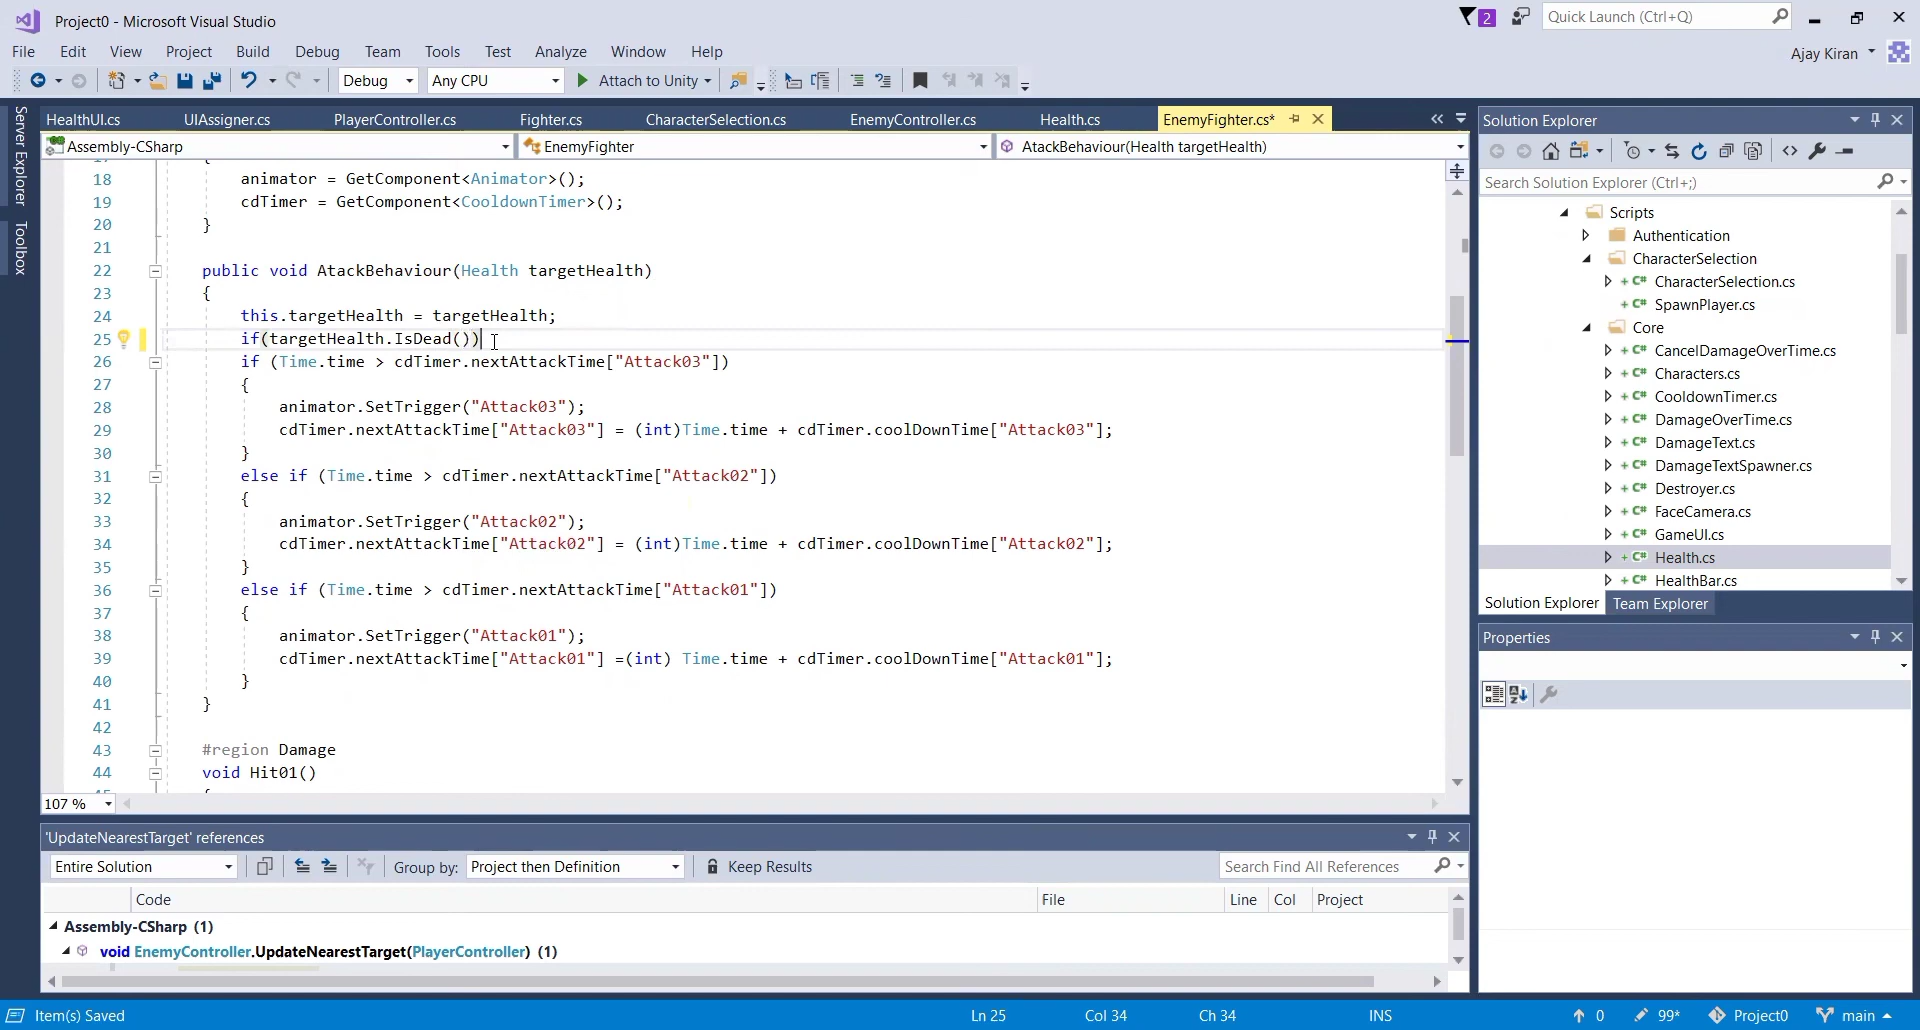 Project0 - Microsoft Visual Studio
2
Quick Launch (Ctrl+Q)
File Edit View Project Build Debug Team Tools Test Analyze Window Help
Ajay Kiran
Debug Any CPU Attach to Unity
Server Explorer
Toolbox
HealthUI.cs UIAssigner.cs PlayerController.cs Fighter.cs CharacterSelection.cs EnemyController.cs Health.cs EnemyFighter.cs*
Assembly-CSharp EnemyFighter AtackBehaviour(Health targetHealth)
18 animator = GetComponent<Animator>();
19 cdTimer = GetComponent<CooldownTimer>();
20 }
21
22 public void AtackBehaviour(Health targetHealth)
23 {
24 this.targetHealth = targetHealth;
25 if(targetHealth.IsDead())
26 if (Time.time > cdTimer.nextAttackTime["Attack03"])
27 {
28 animator.SetTrigger("Attack03");
29 cdTimer.nextAttackTime["Attack03"] = (int)Time.time + cdTimer.coolDownTime["Attack03"];
30 }
31 else if (Time.time > cdTimer.nextAttackTime["Attack02"])
32 {
33 animator.SetTrigger("Attack02");
34 cdTimer.nextAttackTime["Attack02"] = (int)Time.time + cdTimer.coolDownTime["Attack02"];
35 }
36 else if (Time.time > cdTimer.nextAttackTime["Attack01"])
37 {
38 animator.SetTrigger("Attack01");
39 cdTimer.nextAttackTime["Attack01"] =(int) Time.time + cdTimer.coolDownTime["Attack01"];
40 }
41 }
42
43 #region Damage
44 void Hit01()
107 %
Solution Explorer
Search Solution Explorer (Ctrl+;)
Scripts
Authentication
CharacterSelection
CharacterSelection.cs
SpawnPlayer.cs
Core
CancelDamageOverTime.cs
Characters.cs
CooldownTimer.cs
DamageOverTime.cs
DamageText.cs
DamageTextSpawner.cs
Destroyer.cs
FaceCamera.cs
GameUI.cs
Health.cs
HealthBar.cs
Solution Explorer Team Explorer
Properties
'UpdateNearestTarget' references
Entire Solution Group by: Project then Definition Keep Results Search Find All References
Code File Line Col Project
Assembly-CSharp (1)
void EnemyController.UpdateNearestTarget(PlayerController) (1)
Item(s) Saved Ln 25 Col 34 Ch 34 INS 0 99* Project0 main